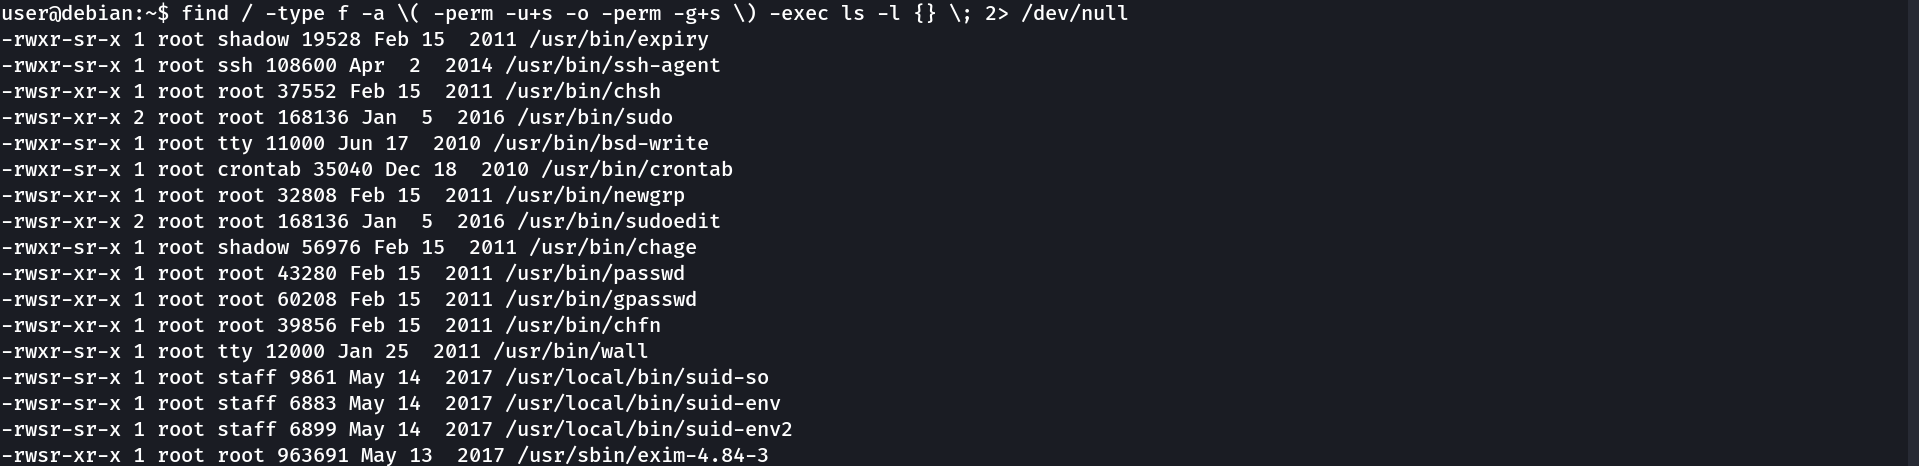 user@debian:~$ find / -type f -a \( -perm -u+s -o -perm -g+s \) -exec ls -l {} \; 2> /dev/null
-rwxr-sr-x 1 root shadow 19528 Feb 15  2011 /usr/bin/expiry
-rwxr-sr-x 1 root ssh 108600 Apr  2  2014 /usr/bin/ssh-agent
-rwsr-xr-x 1 root root 37552 Feb 15  2011 /usr/bin/chsh
-rwsr-xr-x 2 root root 168136 Jan  5  2016 /usr/bin/sudo
-rwxr-sr-x 1 root tty 11000 Jun 17  2010 /usr/bin/bsd-write
-rwxr-sr-x 1 root crontab 35040 Dec 18  2010 /usr/bin/crontab
-rwsr-xr-x 1 root root 32808 Feb 15  2011 /usr/bin/newgrp
-rwsr-xr-x 2 root root 168136 Jan  5  2016 /usr/bin/sudoedit
-rwxr-sr-x 1 root shadow 56976 Feb 15  2011 /usr/bin/chage
-rwsr-xr-x 1 root root 43280 Feb 15  2011 /usr/bin/passwd
-rwsr-xr-x 1 root root 60208 Feb 15  2011 /usr/bin/gpasswd
-rwsr-xr-x 1 root root 39856 Feb 15  2011 /usr/bin/chfn
-rwxr-sr-x 1 root tty 12000 Jan 25  2011 /usr/bin/wall
-rwsr-sr-x 1 root staff 9861 May 14  2017 /usr/local/bin/suid-so
-rwsr-sr-x 1 root staff 6883 May 14  2017 /usr/local/bin/suid-env
-rwsr-sr-x 1 root staff 6899 May 14  2017 /usr/local/bin/suid-env2
-rwsr-xr-x 1 root root 963691 May 13  2017 /usr/sbin/exim-4.84-3